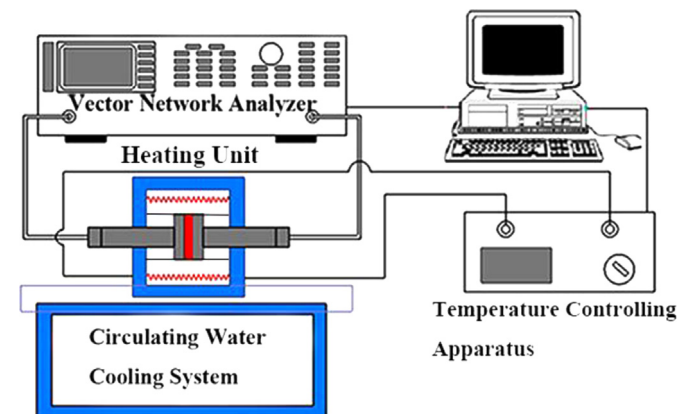 Vector Network Analyzer
Heating Unit
Temperature Controlling
Apparatus
Circulating Water
Cooling System